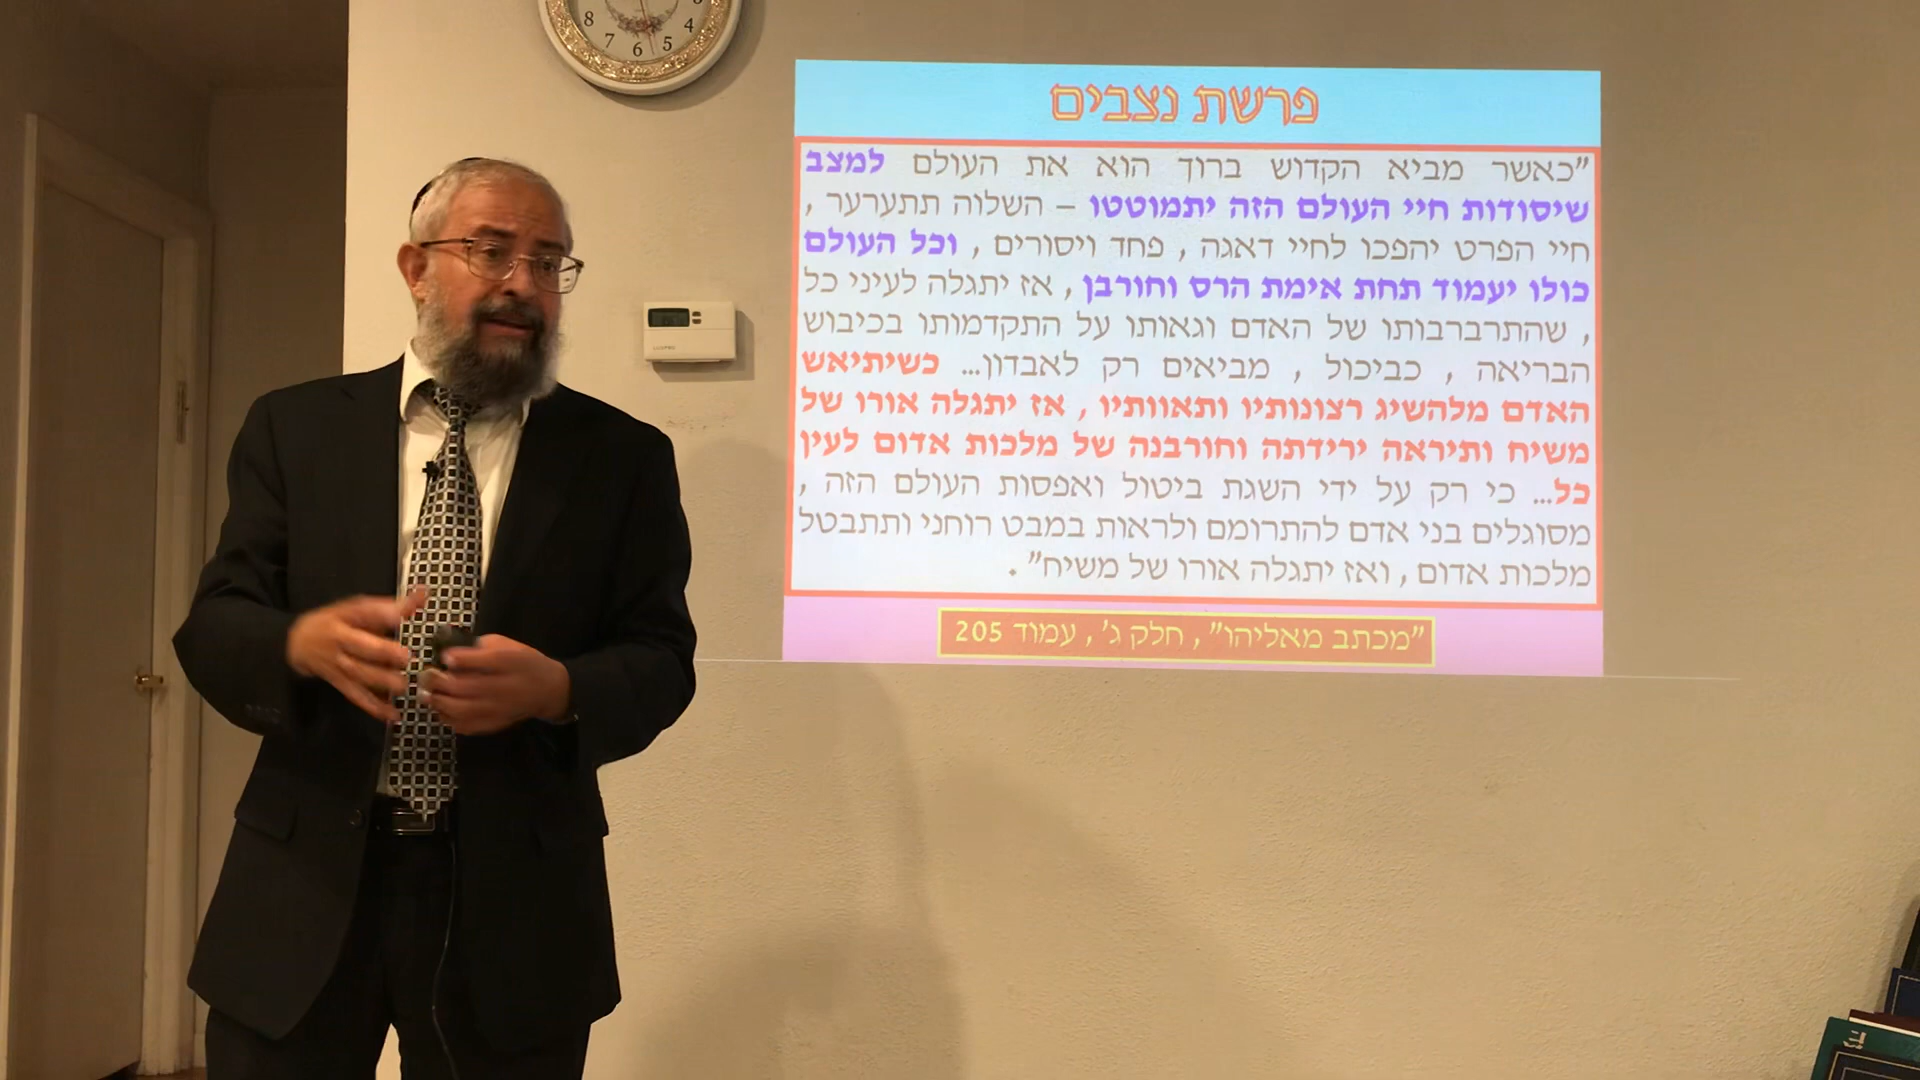 8 7 6 5 4
פרשת נצבים
"כאשר מביא הקדוש ברוך הוא את העולם למצב
שיסודות חיי העולם הזה יתמוטטו – השלוה תתערער ,
חיי הפרט יהפכו לחיי דאגה , פחד ויסורים , וכל העולם
כולו יעמוד תחת אימת הרס וחורבן , אז יתגלה לעיני כל
, שהתרברבותו של האדם וגאותו על התקדמותו בכיבוש
הבריאה , כביכול , מביאים רק לאבדון... כשיתיאש
האדם מלהשיג רצונותיו ותאוותיו , אז יתגלה אורו של
משיח ותיראה ירידתה וחורבנה של מלכות אדום לעין
כל... כי רק על ידי השגת ביטול ואפסות העולם הזה ,
מסוגלים בני אדם להתרומם ולראות במבט רוחני ותתבטל
מלכות אדום , ואז יתגלה אורו של משיח" .
"מכתב מאליהו" , חלק ג' , עמוד 205